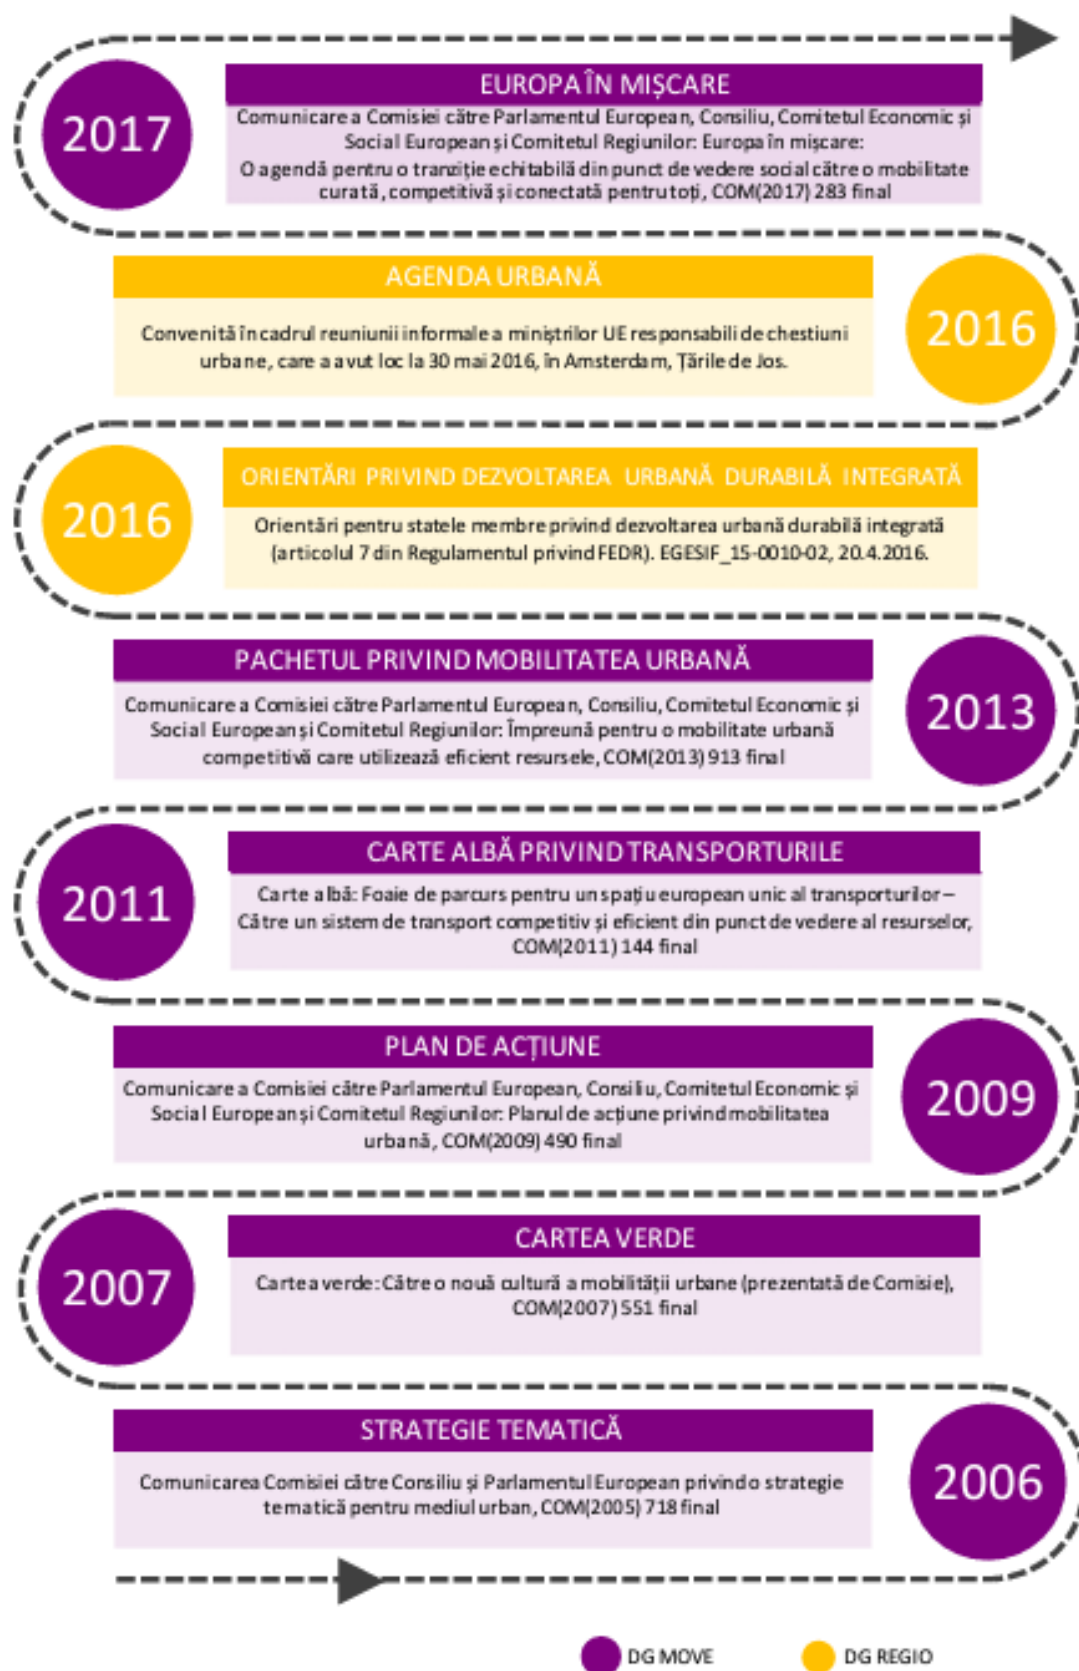 2017
EUROPA ÎN MIȘCARE
Comunicare a Comisiei către Parlamentul European, Consiliu, Comitetul Economic și
Social European și Comitetul Regiunilor: Europa în mișcare:
O agendă pentru o tranziție echitabilă din punct de vedere social către o mobilitate
curată, competitivă și conectată pentru toți, COM(2017) 283 final
AGENDA URBANĂ
Convenită în cadrul reuniunii informale a miniștrilor UE responsabili de chestiuni
urbane, care a avut loc la 30 mai 2016, în Amsterdam, Țările de Jos.
2016
2016
ORIENTĂRI PRIVIND DEZVOLTAREA URBANĂ DURABILĂ INTEGRATĂ
Orientări pentru statele membre privind dezvoltarea urbană durabilă integrată
(articolul 7 din Regulamentul privind FEDR). EGESIF_15-0010-02, 20.4.2016.
PACHETUL PRIVIND MOBILITATEA URBANĂ
Comunicare a Comisiei către Parlamentul European, Consiliu, Comitetul Economic și
Social European și Comitetul Regiunilor: Împreună pentru o mobilitate urbană
competitivă care utilizează eficient resursele, COM(2013) 913 final
2013
2011
CARTE ALBĂ PRIVIND TRANSPORTURILE
Carte albă: Foaie de parcurs pentru un spațiu european unic al transporturilor –
Către un sistem de transport competitiv și eficient din punct de vedere al resurselor,
COM(2011) 144 final
PLAN DE ACȚIUNE
Comunicare a Comisiei către Parlamentul European, Consiliu, Comitetul Economic și
Social European și Comitetul Regiunilor: Planul de acțiune privind mobilitatea
urbană, COM(2009) 490 final
2009
2007
CARTEA VERDE
Cartea verde: Către o nouă cultură a mobilității urbane (prezentată de Comisie),
COM(2007) 551 final
STRATEGIE TEMATICĂ
Comunicarea Comisiei către Consiliu și Parlamentul European privind o strategie
tematică pentru mediul urban, COM(2005) 718 final
2006
DG MOVE
DG REGIO